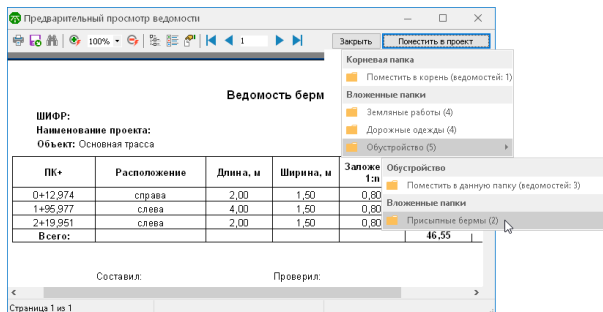 Предварительный просмотр ведомости
100% 1 Закрыть Поместить в проект
Корневая папка
Поместить в корень (ведомостей: 1)
Вложенные папки
Земляные работы (4)
Дорожные одежды (4)
Обустройство (5)
Обустройство
Поместить в данную папку (ведомостей: 3)
Вложенные папки
Присыпные бермы (2)
Ведомость берм
ШИФР:
Наименование проекта:
Объект: Основная трасса
ПК+ Расположение Длина, м Ширина, м Заложе 1:n
0+12,974 справа 2,00 1,50 0,80
1+95,977 слева 4,00 1,50 0,80
2+19,951 слева 2,00 1,50 0,80
Всего: 46,55
Составил: Проверил:
Страница 1 из 1